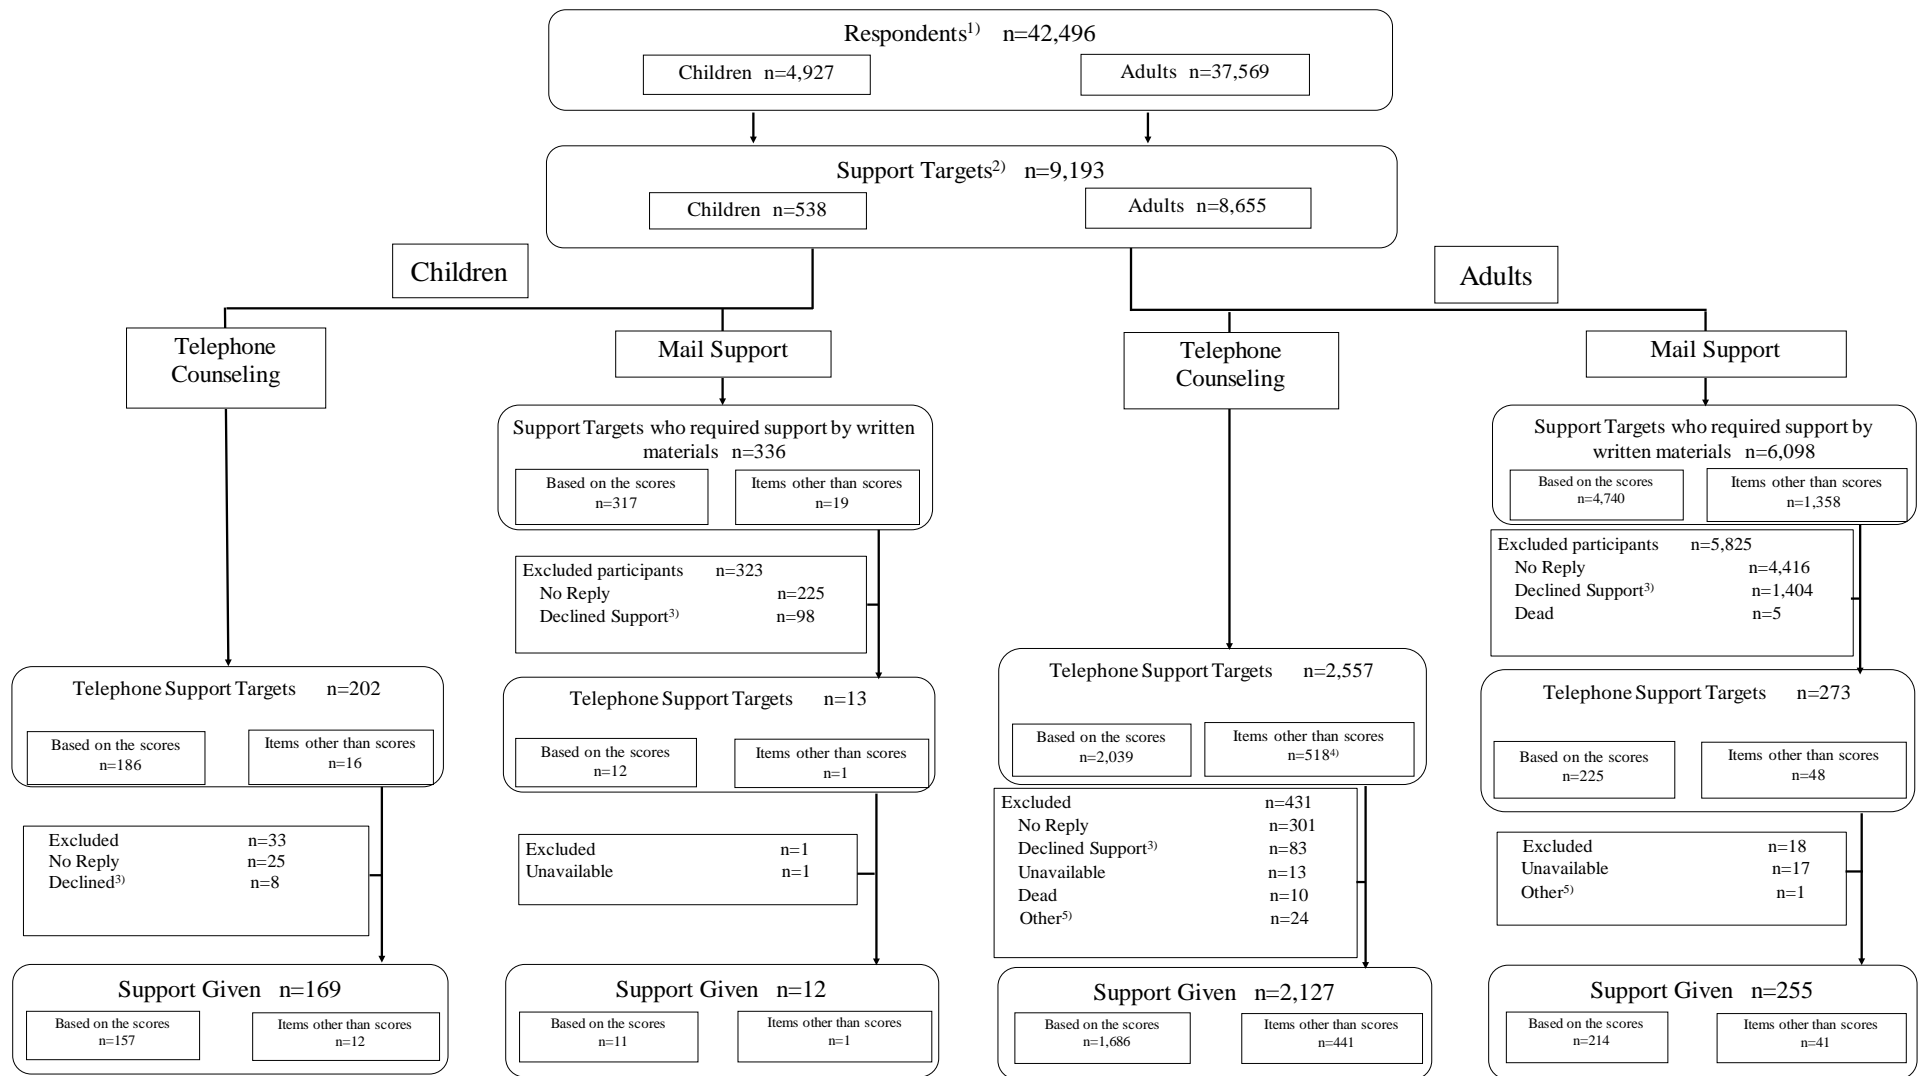 Respondents1) n=42,496
Children n=4,927
Adults n=37,569
Support Targets2) n=9,193
Children n=538
Adults n=8,655
Children
Telephone
Counseling
Telephone Support Targets n=202
Based on the scores
n=186
Items other than scores
n=16
Excluded n=33
No Reply n=25
Declined3) n=8
Support Given n=169
Based on the scores
n=157
Items other than scores
n=12
Mail Support
Support Targets who required support by written
materials n=336
Based on the scores
n=317
Items other than scores
n=19
Excluded participants n=323
No Reply n=225
Declined Support3) n=98
Telephone Support Targets n=13
Based on the scores
n=12
Items other than scores
n=1
Excluded n=1
Unavailable n=1
Support Given n=12
Based on the scores
n=11
Items other than scores
n=1
Adults
Telephone
Counseling
Telephone Support Targets n=2,557
Based on the scores
n=2,039
Items other than scores
n=5184)
Excluded n=431
No Reply n=301
Declined Support3) n=83
Unavailable n=13
Dead n=10
Other5) n=24
Support Given n=2,127
Based on the scores
n=1,686
Items other than scores
n=441
Mail Support
Support Targets who required support by
written materials n=6,098
Based on the scores
n=4,740
Items other than scores
n=1,358
Excluded participants n=5,825
No Reply n=4,416
Declined Support3) n=1,404
Dead n=5
Telephone Support Targets n=273
Based on the scores
n=225
Items other than scores
n=48
Excluded n=18
Unavailable n=17
Other5) n=1
Support Given n=255
Based on the scores
n=214
Items other than scores
n=41